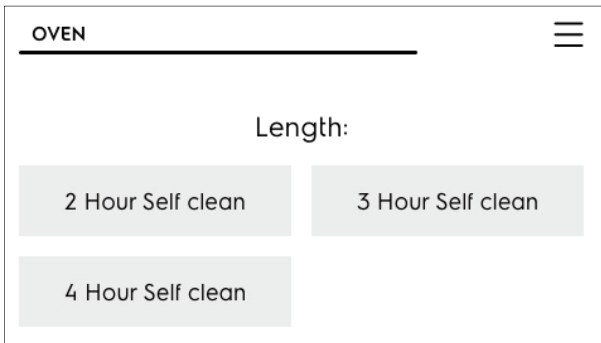 OVEN
Length:
2 Hour Self clean
3 Hour Self clean
4 Hour Self clean